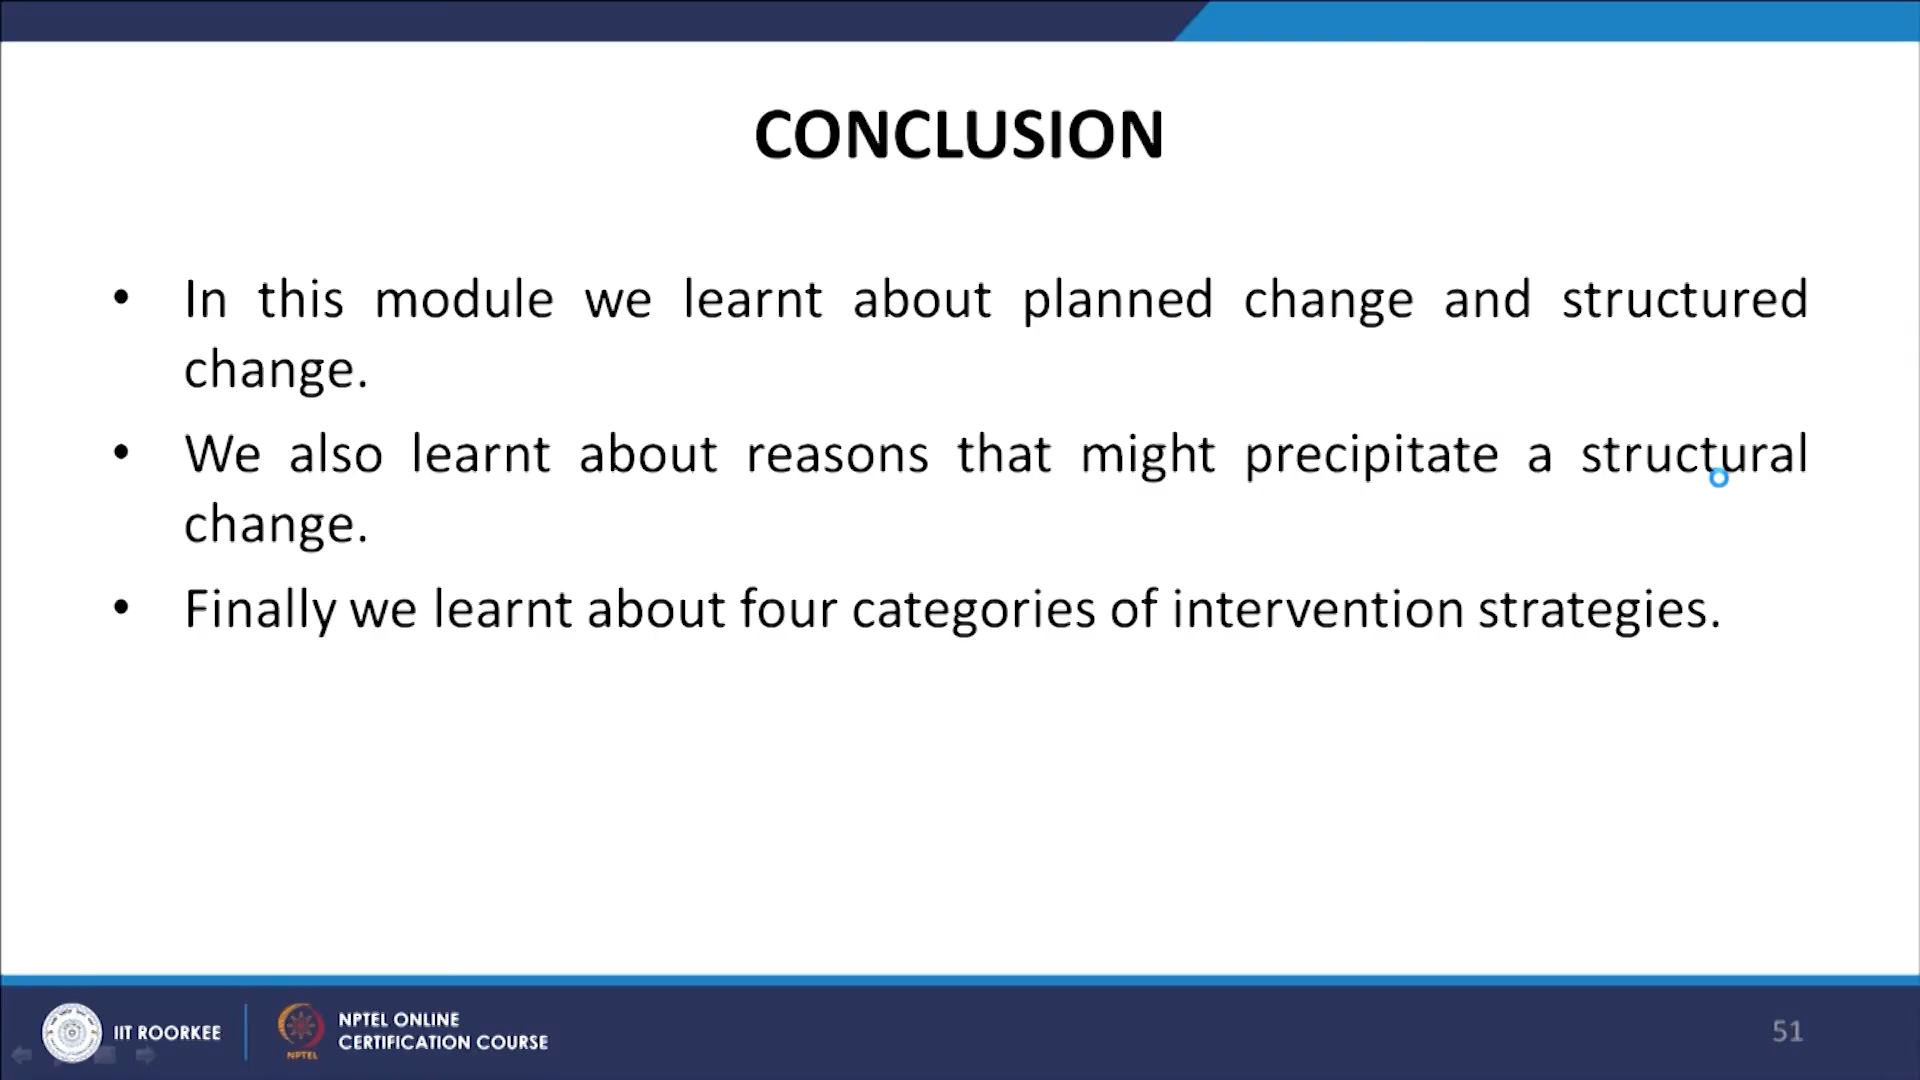 CONCLUSION
• In this module we learnt about planned change and structured
change.
• We also learnt about reasons that might precipitate a structural
change.
• Finally we learnt about four categories of intervention strategies.
IIT ROORKEE
NPTEL
NPTEL ONLINE
CERTIFICATION COURSE
51